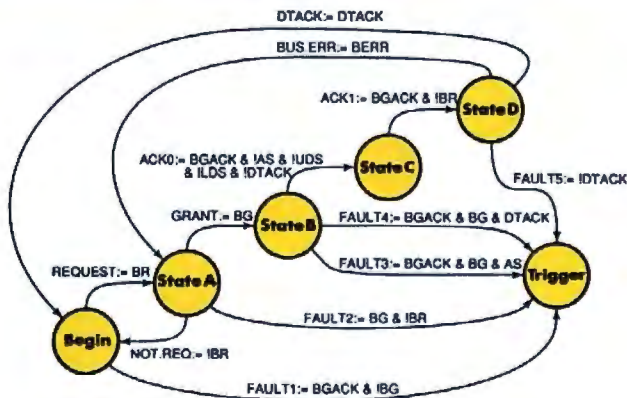 DTACK:= DTACK
BUS.ERR:= BERR
State D
ACK1:= BGACK & !BR
ACK0:= BGACK & !AS & !UDS
& !LDS & !DTACK
State C
FAULT5:= !DTACK
GRANT:= BG
State B
FAULT4:= BGACK & BG & DTACK
FAULT3:= BGACK & BG & AS
REQUEST:= BR
State A
Trigger
FAULT2:= BG & !BR
Begin
NOT.REQ:= !BR
FAULT1:= BGACK & !BG